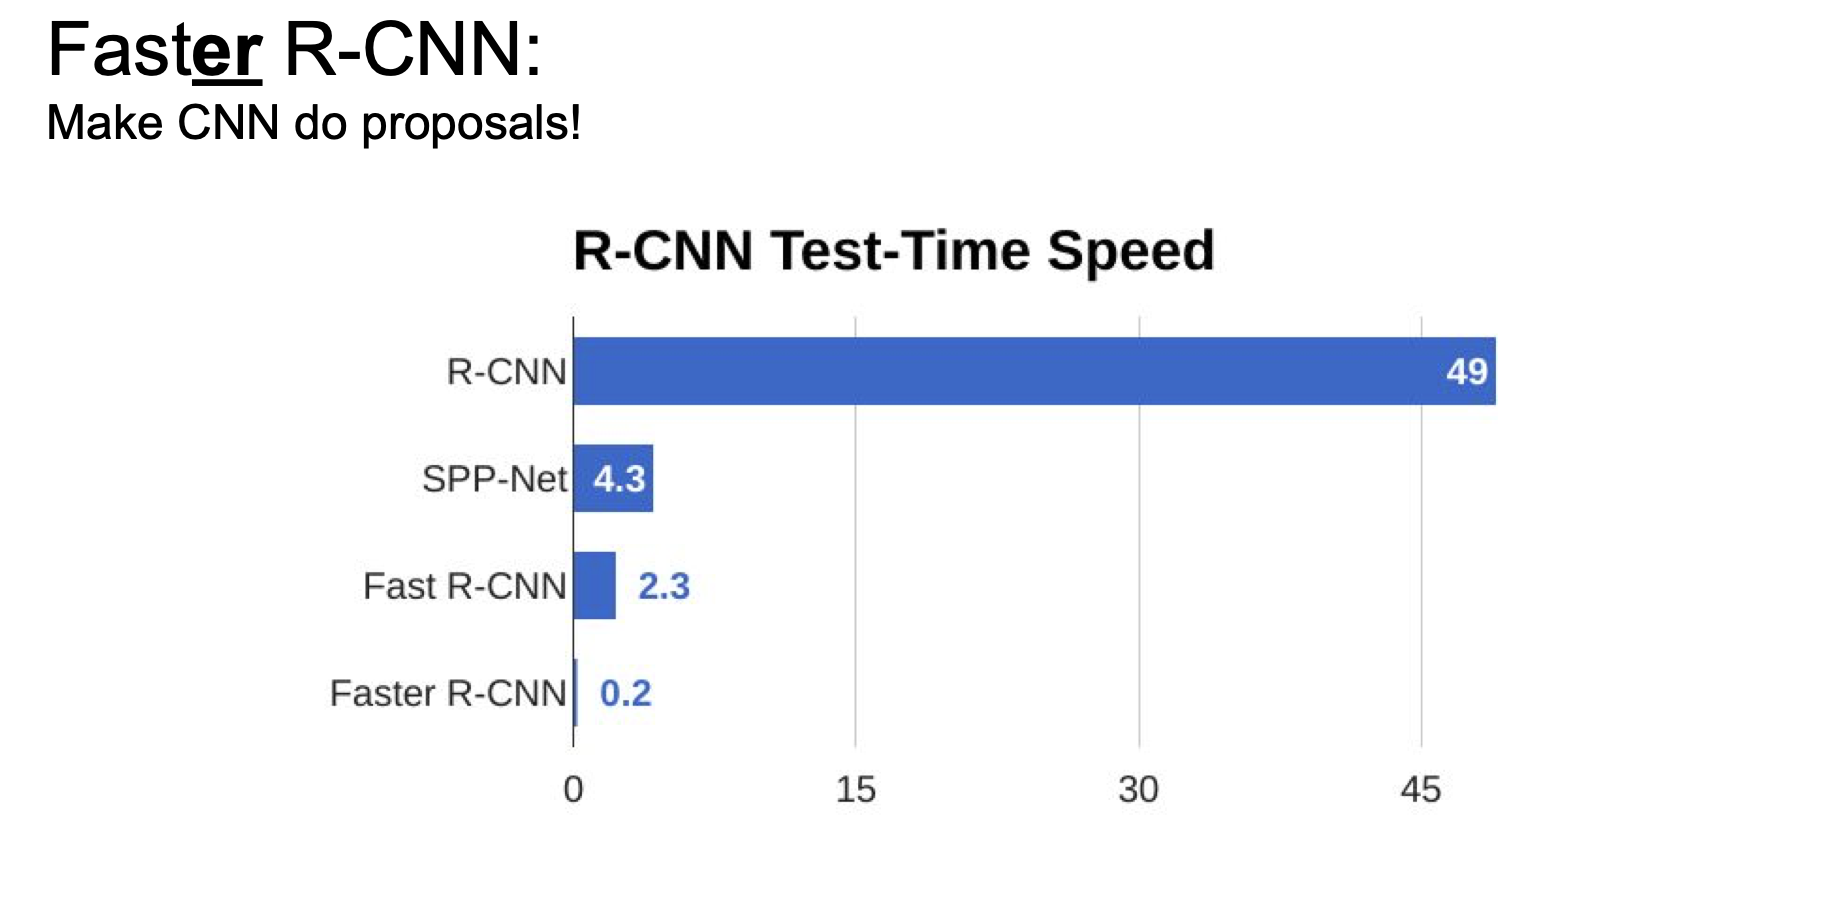 Faster R-CNN:
Make CNN do proposals!
R-CNN Test-Time Speed
R-CNN 49
SPP-Net 4.3
Fast R-CNN 2.3
Faster R-CNN 0.2
0 15 30 45